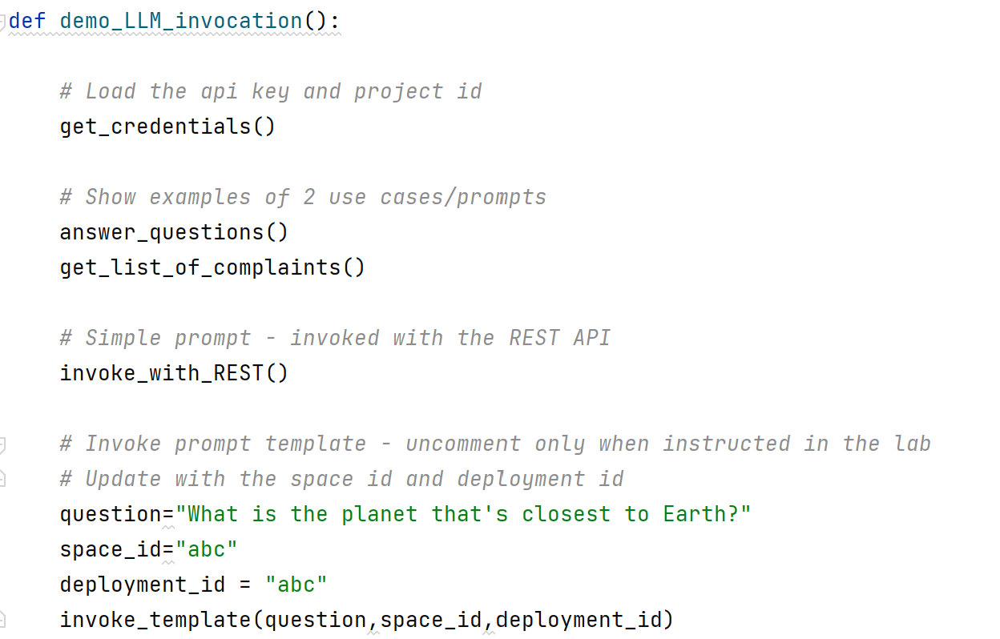 def demo_LLM_invocation():
# Load the api key and project id
get_credentials()
# Show examples of 2 use cases/prompts
answer_questions()
get_list_of_complaints()
# Simple prompt - invoked with the REST API
invoke_with_REST()
# Invoke prompt template - uncomment only when instructed in the lab
# Update with the space id and deployment id
question="What is the planet that's closest to Earth?"
space_id="abc"
deployment_id = "abc"
invoke_template(question,space_id,deployment_id)